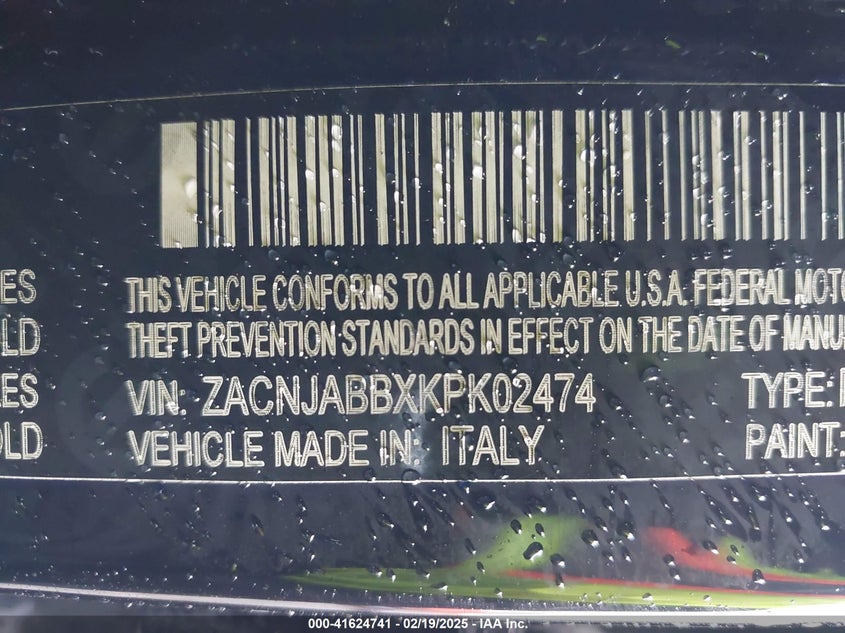 ES
LD
LES
OLD
THIS VEHICLE CONFORMS TO ALL APPLICABLE U.S.A. FEDERAL MOTO
THEFT PREVENTION STANDARDS IN EFFECT ON THE DATE OF MANU
VIN: ZACNJABBXKPK02474 TYPE:
VEHICLE MADE IN: ITALY PAINT:
000-41624741 — 02/19/2025 — IAA Inc.